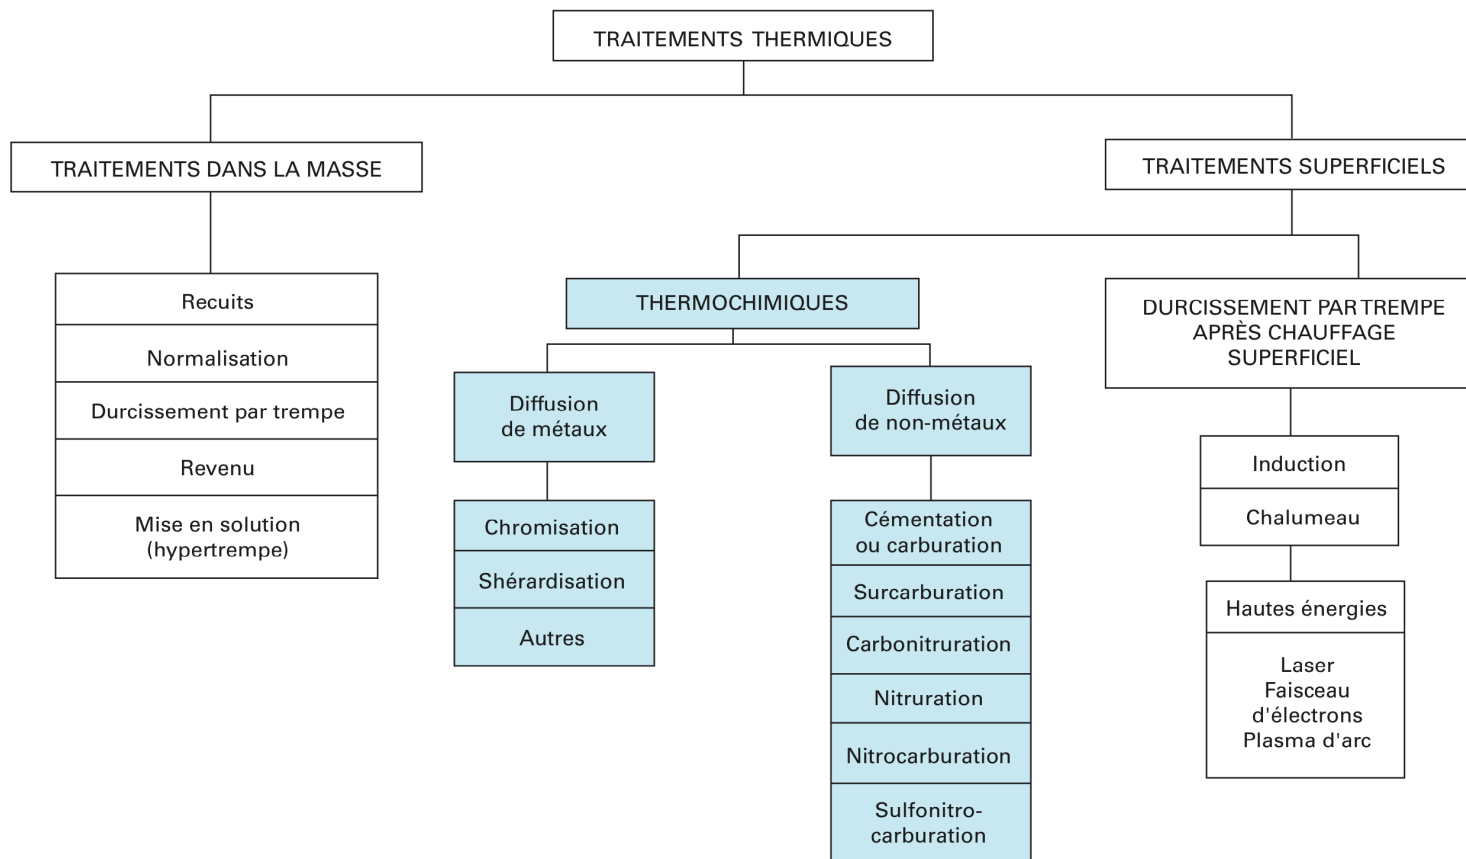 TRAITEMENTS THERMIQUES
TRAITEMENTS DANS LA MASSE
Recuits
Normalisation
Durcissement par trempe
Revenu
Mise en solution
(hypertrempe)
TRAITEMENTS SUPERFICIELS
THERMOCHIMIQUES
Diffusion
de métaux
Chromisation
Shérardisation
Autres
Diffusion
de non-métaux
Cémentation
ou carburation
Surcarburation
Carbonitruration
Nitruration
Nitrocarburation
Sulfonitro-
carburation
DURCISSEMENT PAR TREMPE
APRÈS CHAUFFAGE
SUPERFICIEL
Induction
Chalumeau
Hautes énergies
Laser
Faisceau
d'électrons
Plasma d'arc